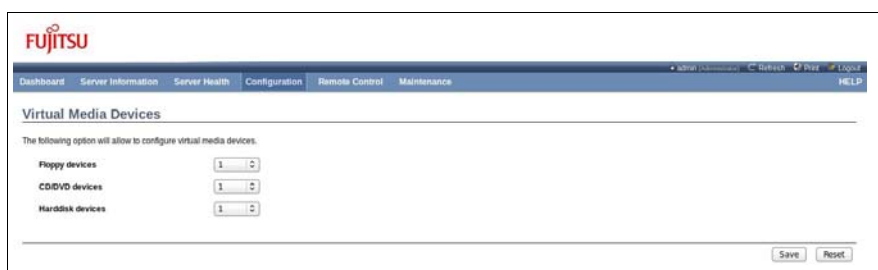 FUJITSU
• admin (Administrator) Refresh Print Logout
Dashboard Server Information Server Health Configuration Remote Control Maintenance HELP
Virtual Media Devices
The following option will allow to configure virtual media devices.
Floppy devices 1
CD/DVD devices 1
Harddisk devices 1
Save Reset